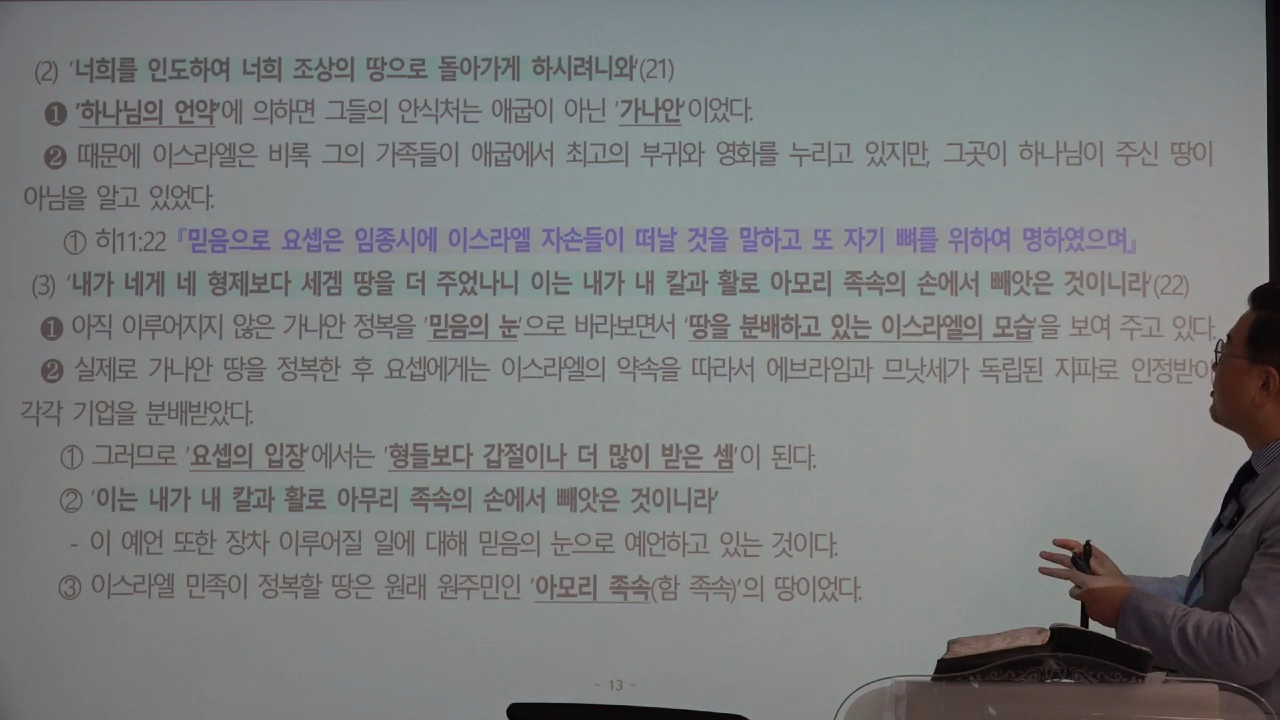 (2) '너희를 인도하여 너희 조상의 땅으로 돌아가게 하시려니와'(21)
❶ '하나님의 언약'에 의하면 그들의 안식처는 애굽이 아닌 '가나안'이었다.
❷ 때문에 이스라엘은 비록 그의 가족들이 애굽에서 최고의 부귀와 영화를 누리고 있지만, 그곳이 하나님이 주신 땅이
아님을 알고 있었다.
① 히11:22 『믿음으로 요셉은 임종시에 이스라엘 자손들이 떠날 것을 말하고 또 자기 뼈를 위하여 명하였으며』
(3) '내가 네게 네 형제보다 세겜 땅을 더 주었나니 이는 내가 내 칼과 활로 아모리 족속의 손에서 빼앗은 것이니라'(22)
❶ 아직 이루어지지 않은 가나안 정복을 '믿음의 눈'으로 바라보면서 '땅을 분배하고 있는 이스라엘의 모습'을 보여 주고 있다.
❷ 실제로 가나안 땅을 정복한 후 요셉에게는 이스라엘의 약속을 따라서 에브라임과 므낫세가 독립된 지파로 인정받아
각각 기업을 분배받았다.
① 그러므로 '요셉의 입장'에서는 '형들보다 갑절이나 더 많이 받은 셈'이 된다.
② '이는 내가 내 칼과 활로 아무리 족속의 손에서 빼앗은 것이니라'
- 이 예언 또한 장차 이루어질 일에 대해 믿음의 눈으로 예언하고 있는 것이다.
③ 이스라엘 민족이 정복할 땅은 원래 원주민인 '아모리 족속(함 족속)'의 땅이었다.
- 13 -